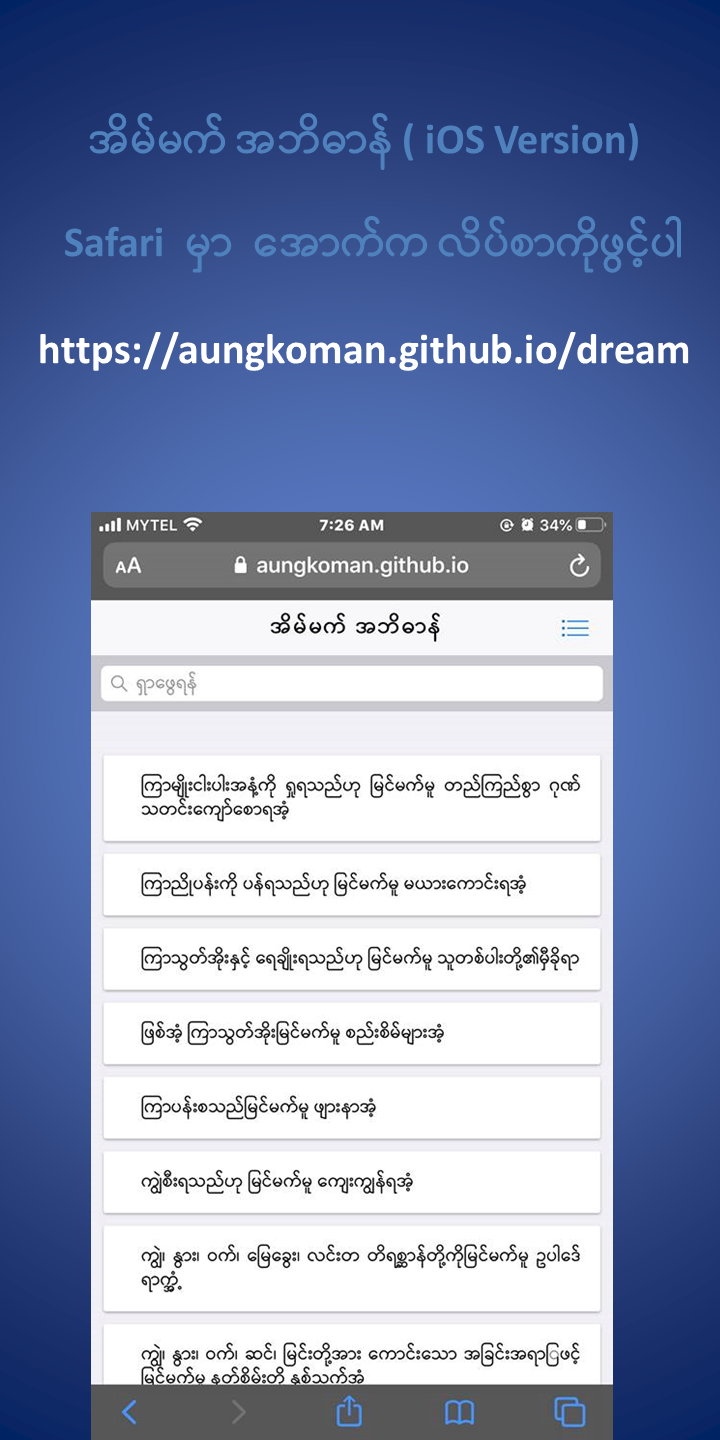 အိမ်မက် အဘိဓာန် ( iOS Version)
Safari မှာ အောက်က လိပ်စာကိုဖွင့်ပါ
https://aungkoman.github.io/dream
MYTEL 7:26 AM 34%
AA aungkoman.github.io
အိမ်မက် အဘိဓာန်
ရှာဖွေရန်
ကြာမျိုးငါးပါးအနံ့ကို ရှုရသည်ဟု မြင်မက်မူ တည်ကြည်စွာ ဂုဏ်
သတင်းကျော်စောရအံ့
ကြာညိုပန်းကို ပန်ရသည်ဟု မြင်မက်မူ မယားကောင်းရအံ့
ကြာသွတ်အိုးနှင့် ရေချိုးရသည်ဟု မြင်မက်မူ သူတစ်ပါးတို့၏မှီခိုရာ
ဖြစ်အံ့ ကြာသွတ်အိုးမြင်မက်မူ စည်းစိမ်များအံ့
ကြာပန်းစသည်မြင်မက်မူ ဖျားနာအံ့
ကျွဲစီးရသည်ဟု မြင်မက်မူ ကျေးကျွန်ရအံ့
ကျွဲ၊ နွား၊ ဝက်၊ မြေခွေး၊ လင်းတ တိရစ္ဆာန်တို့ကိုမြင်မက်မူ ဥပါဒ်ေ
ရာက္အံ့
ကျွဲ၊ နွား၊ ဝက်၊ ဆင်၊ မြင်းတို့အား ကောင်းသော အခြင်းအရာြဖင့်
မြင်မက်မူ နတ်စိမ်းတို့ နှစ်သက်အံ့